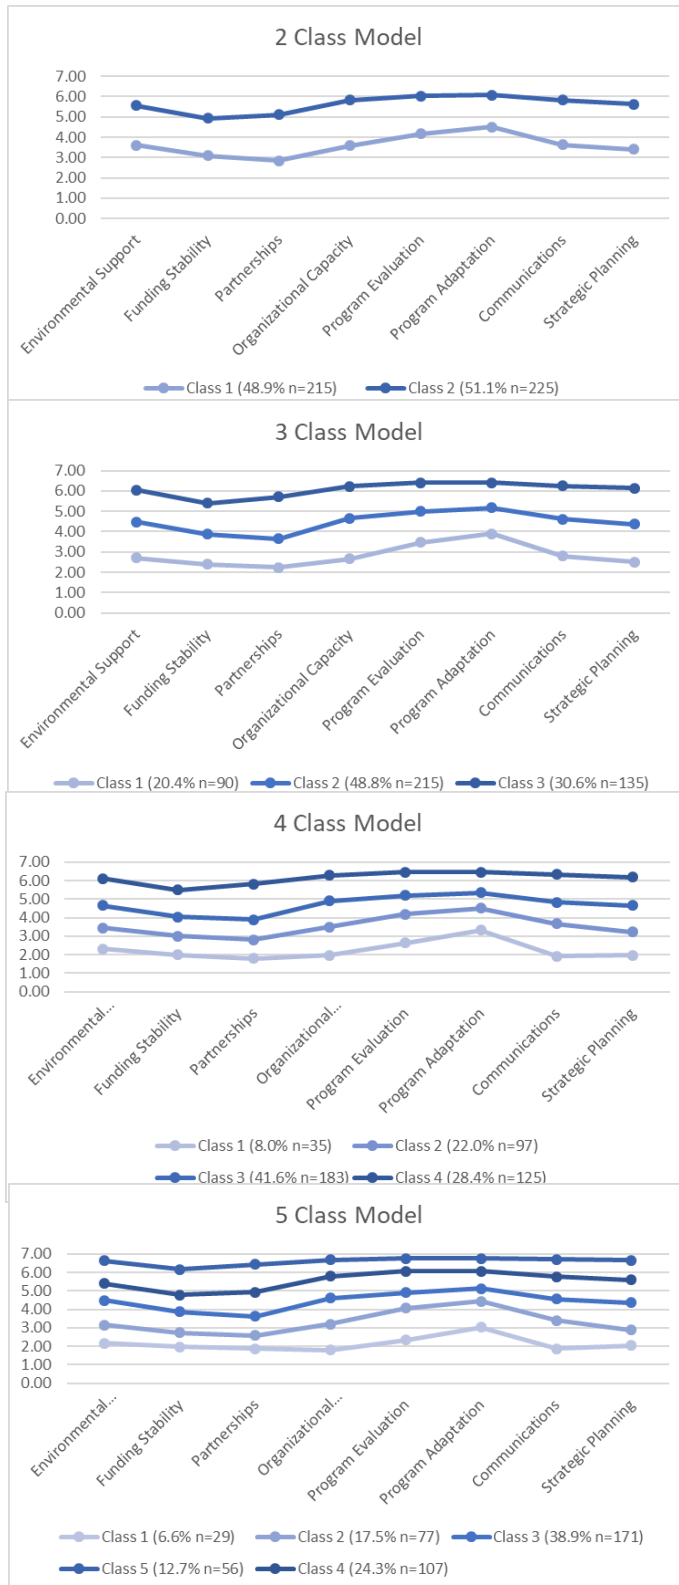 2 Class Model
7.00
6.00
5.00
4.00
3.00
2.00
1.00
0.00
Environmental Support
Funding Stability
Partnerships
Organizational Capacity
Program Evaluation
Program Adaptation
Communications
Strategic Planning
Class 1 (48.9% n=215) Class 2 (51.1% n=225)
3 Class Model
7.00
6.00
5.00
4.00
3.00
2.00
1.00
0.00
Environmental Support
Funding Stability
Partnerships
Organizational Capacity
Program Evaluation
Program Adaptation
Communications
Strategic Planning
Class 1 (20.4% n=90) Class 2 (48.8% n=215) Class 3 (30.6% n=135)
4 Class Model
7.00
6.00
5.00
4.00
3.00
2.00
1.00
0.00
Environmental...
Funding Stability
Partnerships
Organizational...
Program Evaluation
Program Adaptation
Communications
Strategic Planning
Class 1 (8.0% n=35) Class 2 (22.0% n=97)
Class 3 (41.6% n=183) Class 4 (28.4% n=125)
5 Class Model
7.00
6.00
5.00
4.00
3.00
2.00
1.00
0.00
Environmental...
Funding Stability
Partnerships
Organizational...
Program Evaluation
Program Adaptation
Communications
Strategic Planning
Class 1 (6.6% n=29) Class 2 (17.5% n=77) Class 3 (38.9% n=171)
Class 5 (12.7% n=56) Class 4 (24.3% n=107)